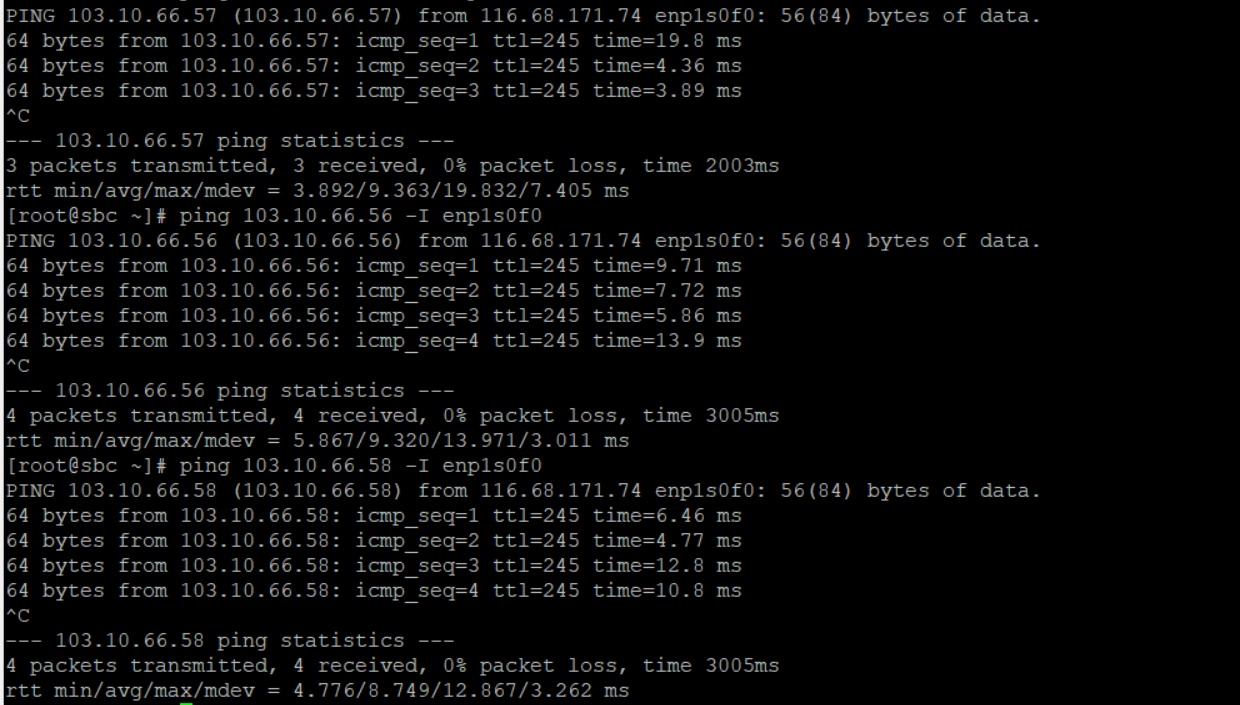 PING 103.10.66.57 (103.10.66.57) from 116.68.171.74 enp1s0f0: 56(84) bytes of data.
64 bytes from 103.10.66.57: icmp_seq=1 ttl=245 time=19.8 ms
64 bytes from 103.10.66.57: icmp_seq=2 ttl=245 time=4.36 ms
64 bytes from 103.10.66.57: icmp_seq=3 ttl=245 time=3.89 ms
^C
--- 103.10.66.57 ping statistics ---
3 packets transmitted, 3 received, 0% packet loss, time 2003ms
rtt min/avg/max/mdev = 3.892/9.363/19.832/7.405 ms
[root@sbc ~]# ping 103.10.66.56 -I enp1s0f0
PING 103.10.66.56 (103.10.66.56) from 116.68.171.74 enp1s0f0: 56(84) bytes of data.
64 bytes from 103.10.66.56: icmp_seq=1 ttl=245 time=9.71 ms
64 bytes from 103.10.66.56: icmp_seq=2 ttl=245 time=7.72 ms
64 bytes from 103.10.66.56: icmp_seq=3 ttl=245 time=5.86 ms
64 bytes from 103.10.66.56: icmp_seq=4 ttl=245 time=13.9 ms
^C
--- 103.10.66.56 ping statistics ---
4 packets transmitted, 4 received, 0% packet loss, time 3005ms
rtt min/avg/max/mdev = 5.867/9.320/13.971/3.011 ms
[root@sbc ~]# ping 103.10.66.58 -I enp1s0f0
PING 103.10.66.58 (103.10.66.58) from 116.68.171.74 enp1s0f0: 56(84) bytes of data.
64 bytes from 103.10.66.58: icmp_seq=1 ttl=245 time=6.46 ms
64 bytes from 103.10.66.58: icmp_seq=2 ttl=245 time=4.77 ms
64 bytes from 103.10.66.58: icmp_seq=3 ttl=245 time=12.8 ms
64 bytes from 103.10.66.58: icmp_seq=4 ttl=245 time=10.8 ms
^C
--- 103.10.66.58 ping statistics ---
4 packets transmitted, 4 received, 0% packet loss, time 3005ms
rtt min/avg/max/mdev = 4.776/8.749/12.867/3.262 ms